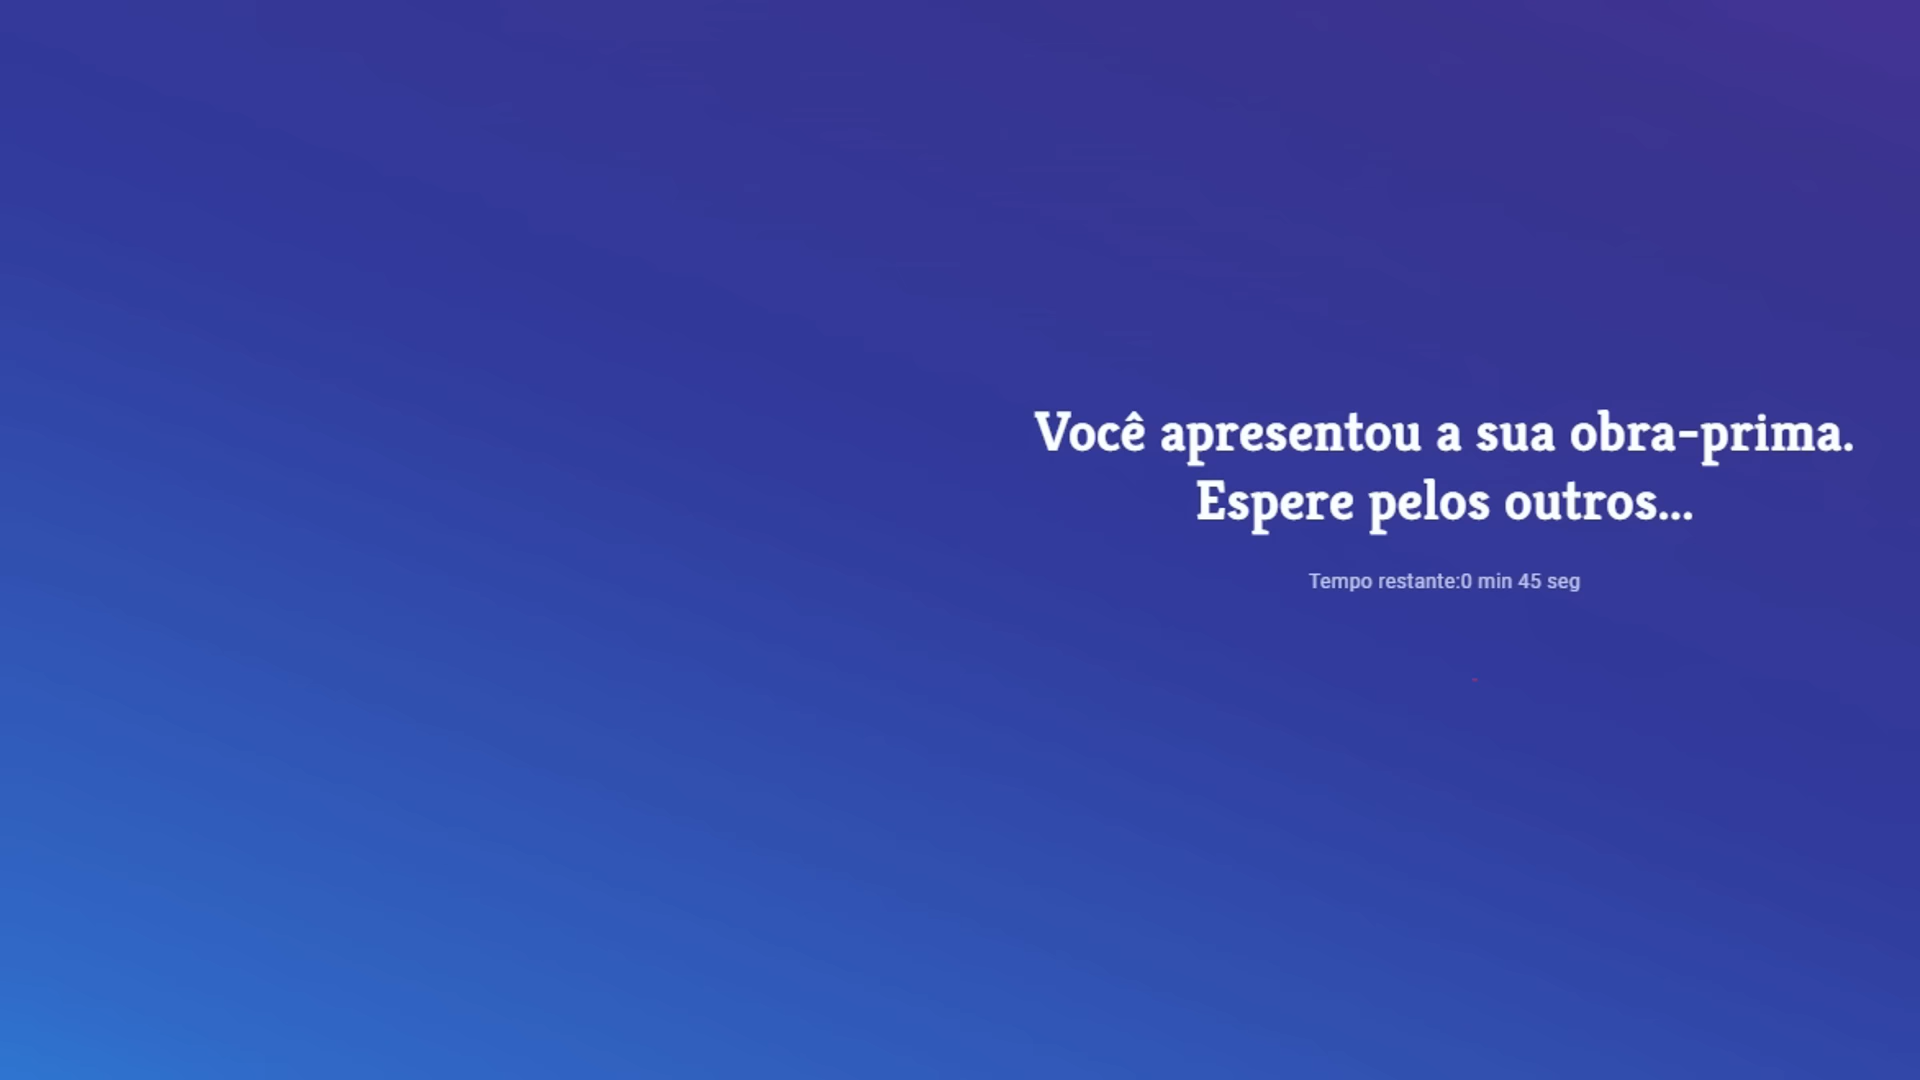 Você apresentou a sua obra-prima.
Espere pelos outros...
Tempo restante:0 min 45 seg